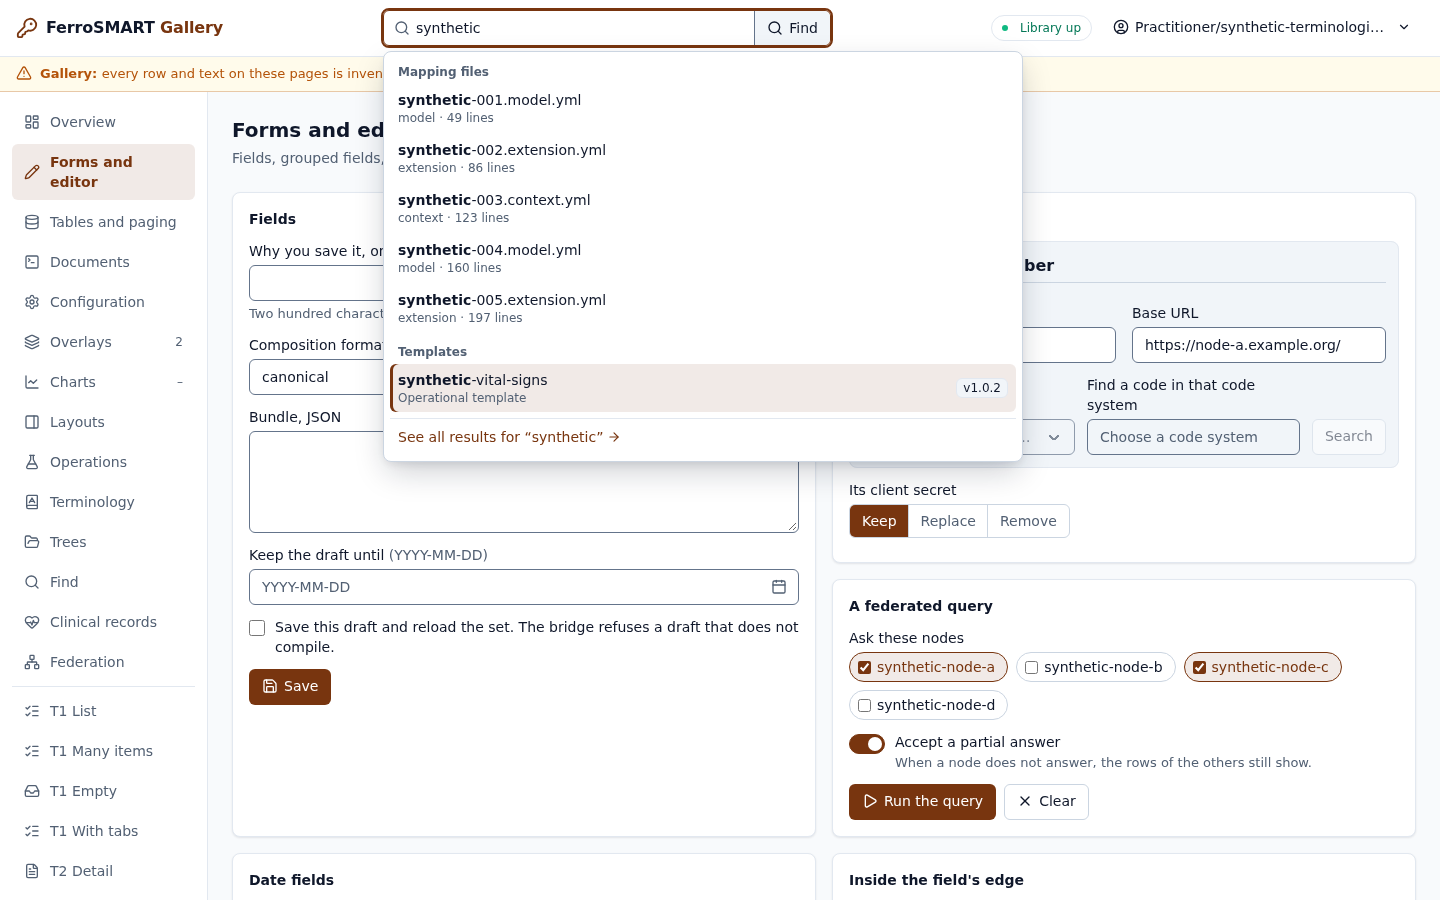 FerroSMART Gallery
synthetic
Find
Library up
Practitioner/synthetic-terminologi...
Gallery: every row and text on these pages is inven
Overview
Forms and
editor
Tables and paging
Documents
Configuration
Overlays 2
Charts –
Layouts
Operations
Terminology
Trees
Find
Clinical records
Federation
T1 List
T1 Many items
T1 Empty
T1 With tabs
T2 Detail
Mapping files
synthetic-001.model.yml
model · 49 lines
synthetic-002.extension.yml
extension · 86 lines
synthetic-003.context.yml
context · 123 lines
synthetic-004.model.yml
model · 160 lines
synthetic-005.extension.yml
extension · 197 lines
Templates
synthetic-vital-signs
Operational template
v1.0.2
See all results for “synthetic” →
Forms and ed
Fields, grouped fields,
Fields
Why you save it, or
Two hundred charact
Composition forma
canonical
Bundle, JSON
Keep the draft until (YYYY-MM-DD)
YYYY-MM-DD
Save this draft and reload the set. The bridge refuses a draft that does not
compile.
Save
Date fields
ber
Base URL
https://node-a.example.org/
Find a code in that code
system
Choose a code system
Search
Its client secret
Keep
Replace
Remove
A federated query
Ask these nodes
synthetic-node-a
synthetic-node-b
synthetic-node-c
synthetic-node-d
Accept a partial answer
When a node does not answer, the rows of the others still show.
Run the query
Clear
Inside the field's edge